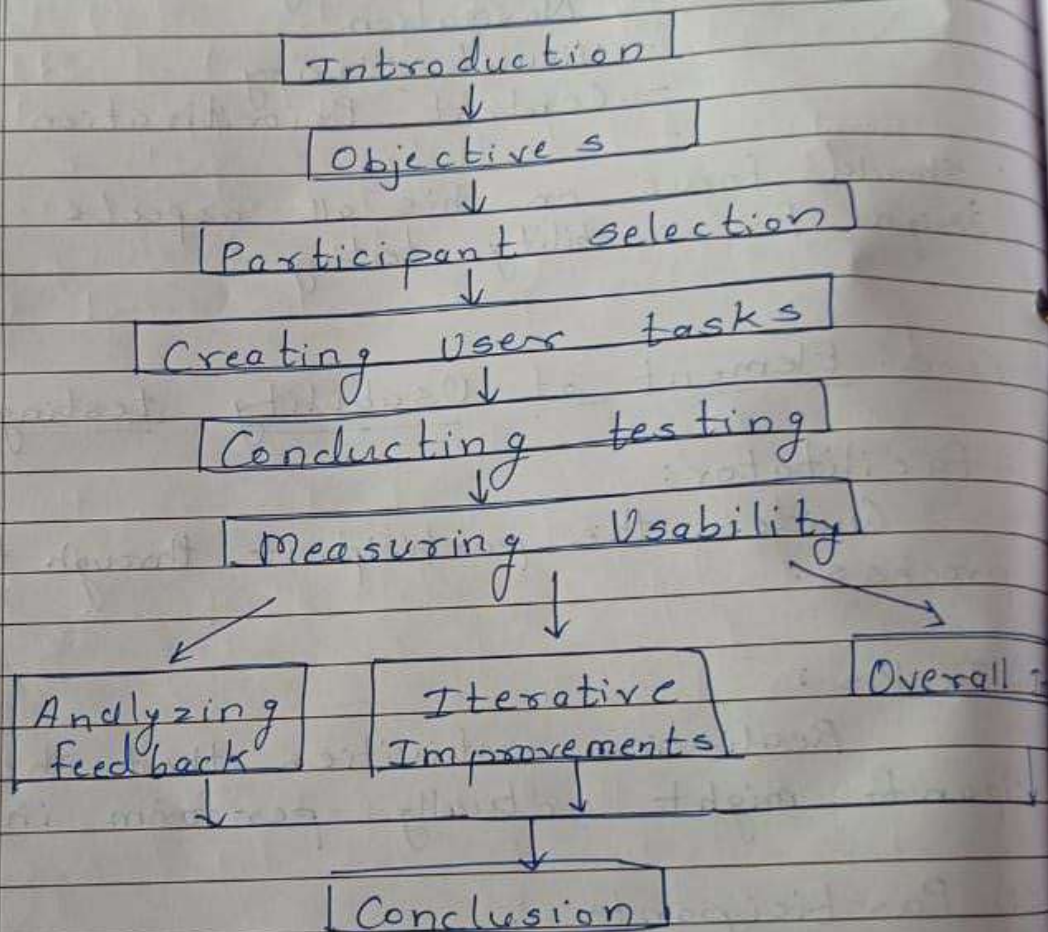 Introduction
Objectives
Participant selection
Creating User tasks
Conducting testing
Measuring Usability
Analyzing
feedback
Iterative
Improvements
Overall
Conclusion